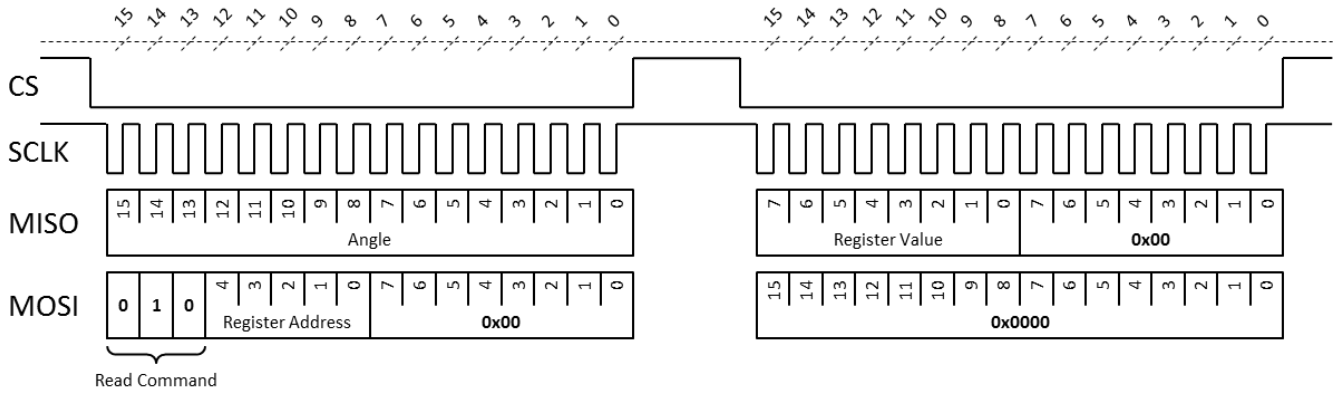 15 14 13 12 11 10 9 8 7 6 5 4 3 2 1 0 15 14 13 12 11 10 9 8 7 6 5 4 3 2 1 0
CS
SCLK
MISO 15 14 13 12 11 10 9 8 7 6 5 4 3 2 1 0 7 6 5 4 3 2 1 0 7 6 5 4 3 2 1 0
Angle Register Value 0x00
MOSI 0 1 0 4 3 2 1 0 7 6 5 4 3 2 1 0 15 14 13 12 11 10 9 8 7 6 5 4 3 2 1 0
Register Address 0x00 0x0000
Read Command